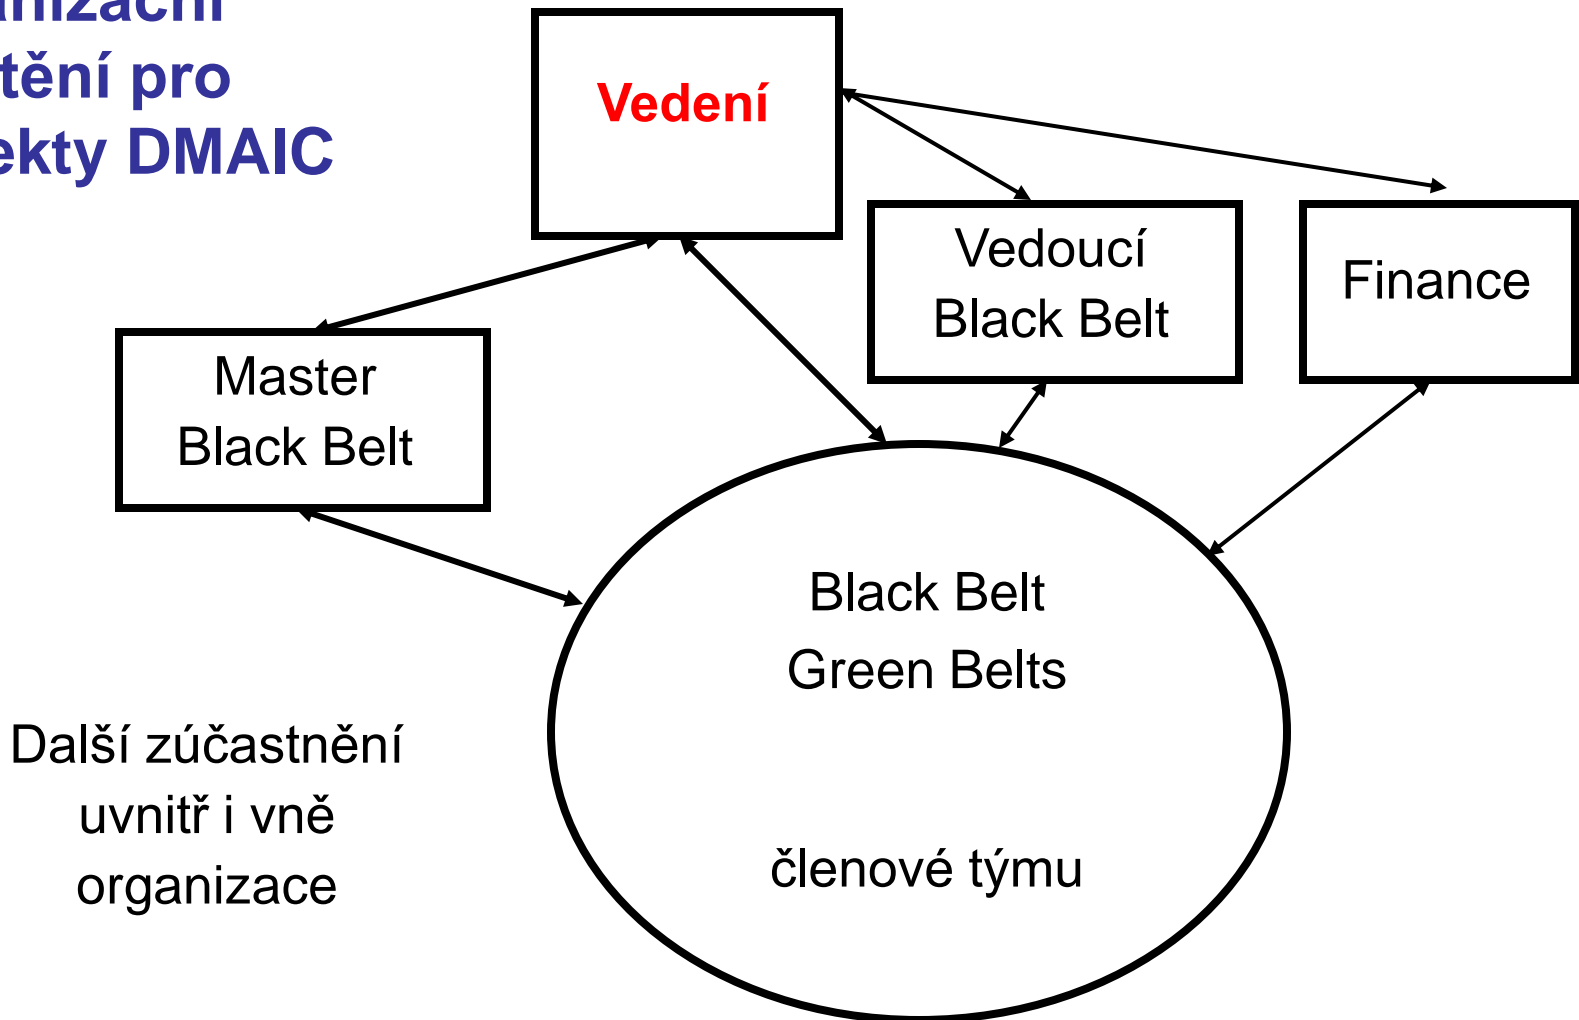 anizační
tění pro
ekty DMAIC
Vedení
Vedoucí
Black Belt
Finance
Master
Black Belt
Black Belt
Green Belts
členové týmu
Další zúčastnění
uvnitř i vně
organizace